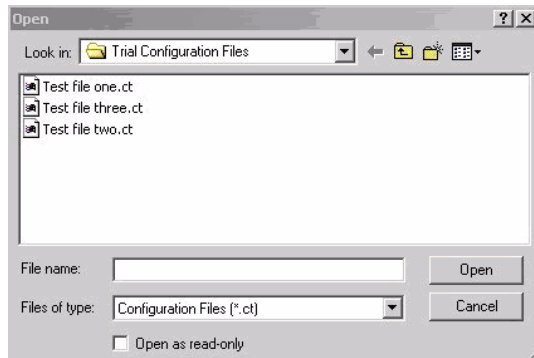 Open
Look in: Trial Configuration Files
Test file one.ct
Test file three.ct
Test file two.ct
File name: Open
Files of type: Configuration Files (*.ct) Cancel
Open as read-only